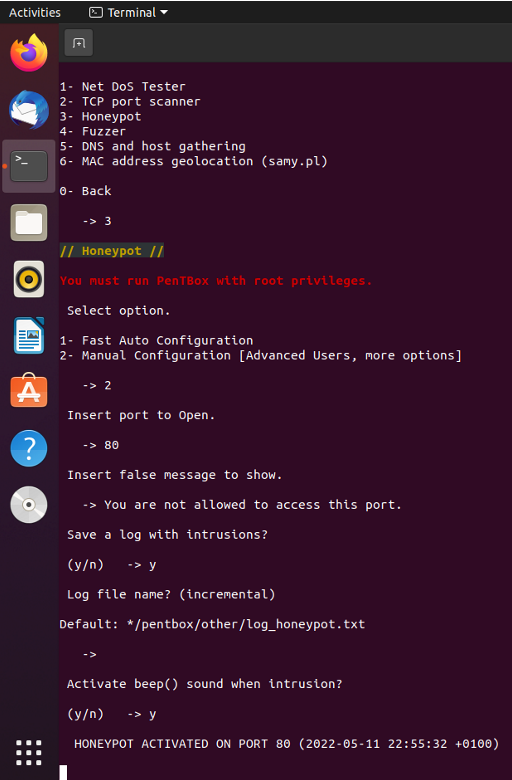 Activities
Terminal
1- Net DoS Tester
2- TCP port scanner
3- Honeypot
4- Fuzzer
5- DNS and host gathering
6- MAC address geolocation (samy.pl)
0- Back
-> 3
// Honeypot //
You must run PenTBox with root privileges.
Select option.
1- Fast Auto Configuration
2- Manual Configuration [Advanced Users, more options]
-> 2
Insert port to Open.
-> 80
Insert false message to show.
-> You are not allowed to access this port.
Save a log with intrusions?
(y/n)   -> y
Log file name? (incremental)
Default: */pentbox/other/log_honeypot.txt
->
Activate beep() sound when intrusion?
(y/n)   -> y
HONEYPOT ACTIVATED ON PORT 80 (2022-05-11 22:55:32 +0100)